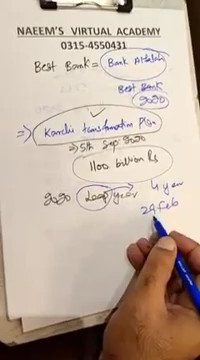 NAEEM'S VIRTUAL ACADEMY
0315-4550431
Best Bank = Bank Alfalah
Best Bank
2020
⇒ Karachi transformation plan
⇒ 5th Sep: 2020
1100 billion Rs
2020 Leap year 4 year
29 Feb